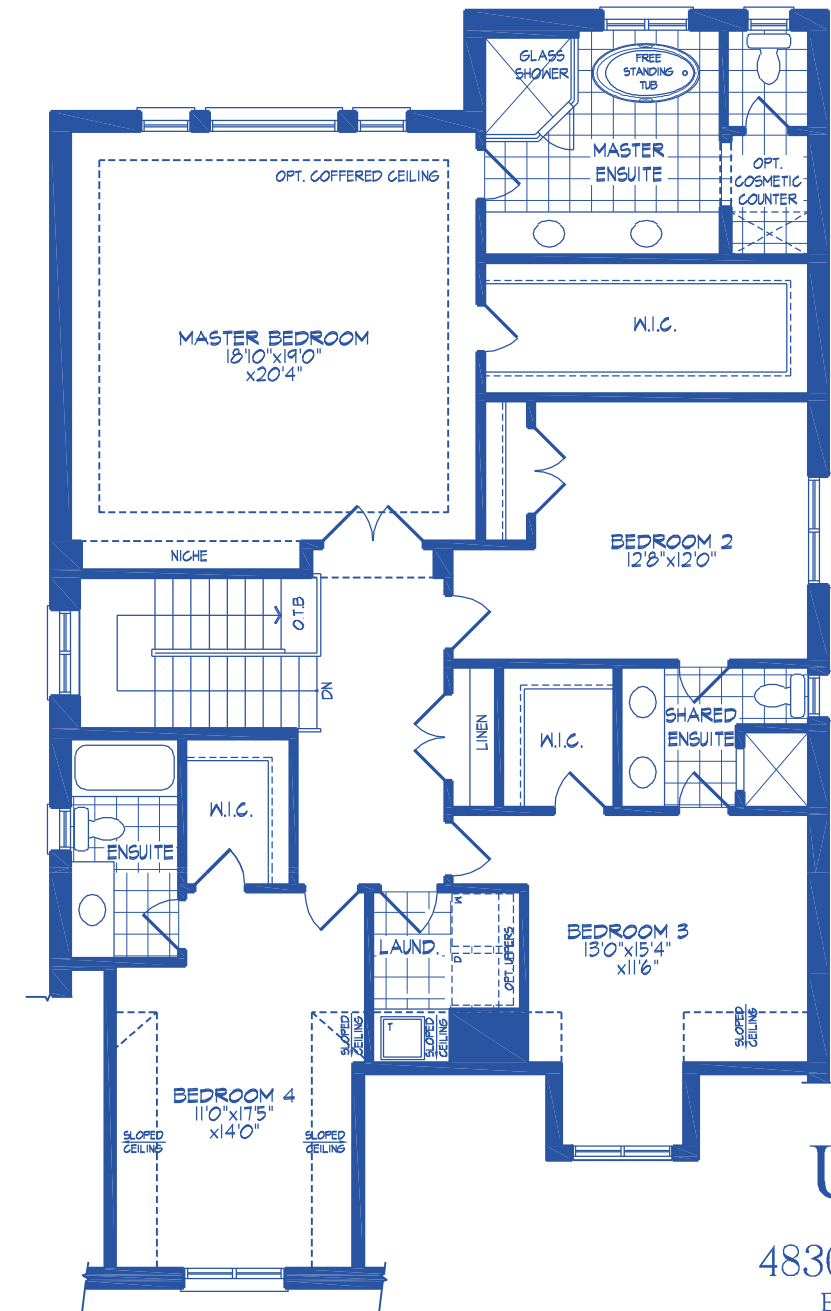 GLASS
SHOWER
FREE
STANDING
TUB
MASTER
ENSUITE
OPT.
COSMETIC
COUNTER
OPT. COFFERED CEILING
MASTER BEDROOM
18'10"x19'0"
x20'4"
W.I.C.
NICHE
BEDROOM 2
12'8"x12'0"
O.T.B
DN
LINEN
W.I.C.
SHARED
ENSUITE
W.I.C.
ENSUITE
LAUND.
W
D
OPT. UPPERS
BEDROOM 3
13'0"x15'4"
x11'6"
T
SLOPED
CEILING
SLOPED
CEILING
SLOPED
CEILING
BEDROOM 4
11'0"x17'5"
x14'0"
SLOPED
CEILING
SLOPED
CEILING